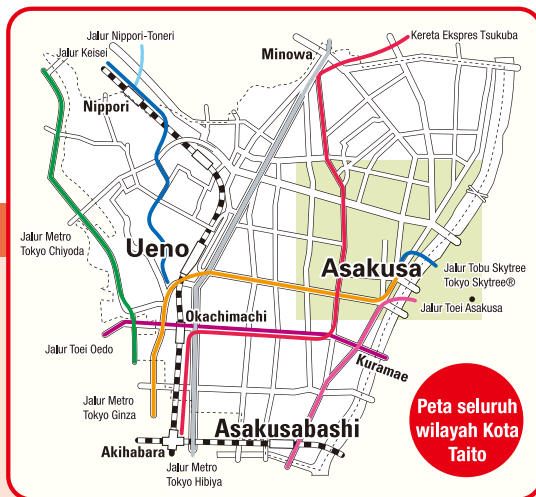 Jalur Nippori-Toneri
Jalur Keisei
Minowa
Kereta Ekspres Tsukuba
Nippori
Jalur Metro
Tokyo Chiyoda
Ueno
Asakusa
Jalur Tobu Skytree
Tokyo Skytree®
Jalur Toei Asakusa
Okachimachi
Jalur Toei Oedo
Kuramae
Jalur Metro
Tokyo Ginza
Asakusabashi
Akihabara
Jalur Metro
Tokyo Hibiya
Peta seluruh
wilayah Kota
Taito